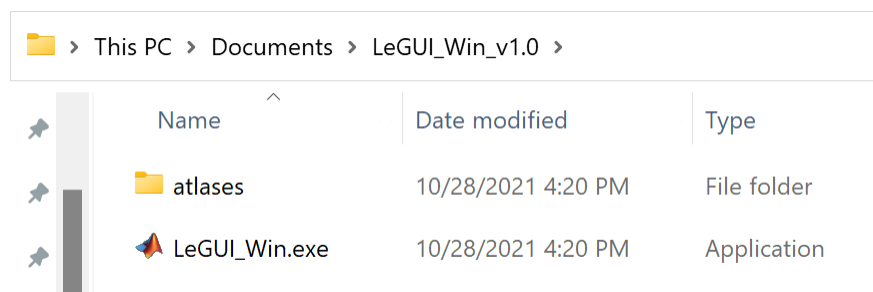 This PC > Documents > LeGUI_Win_v1.0 >
Name Date modified Type
atlases 10/28/2021 4:20 PM File folder
LeGUI_Win.exe 10/28/2021 4:20 PM Application